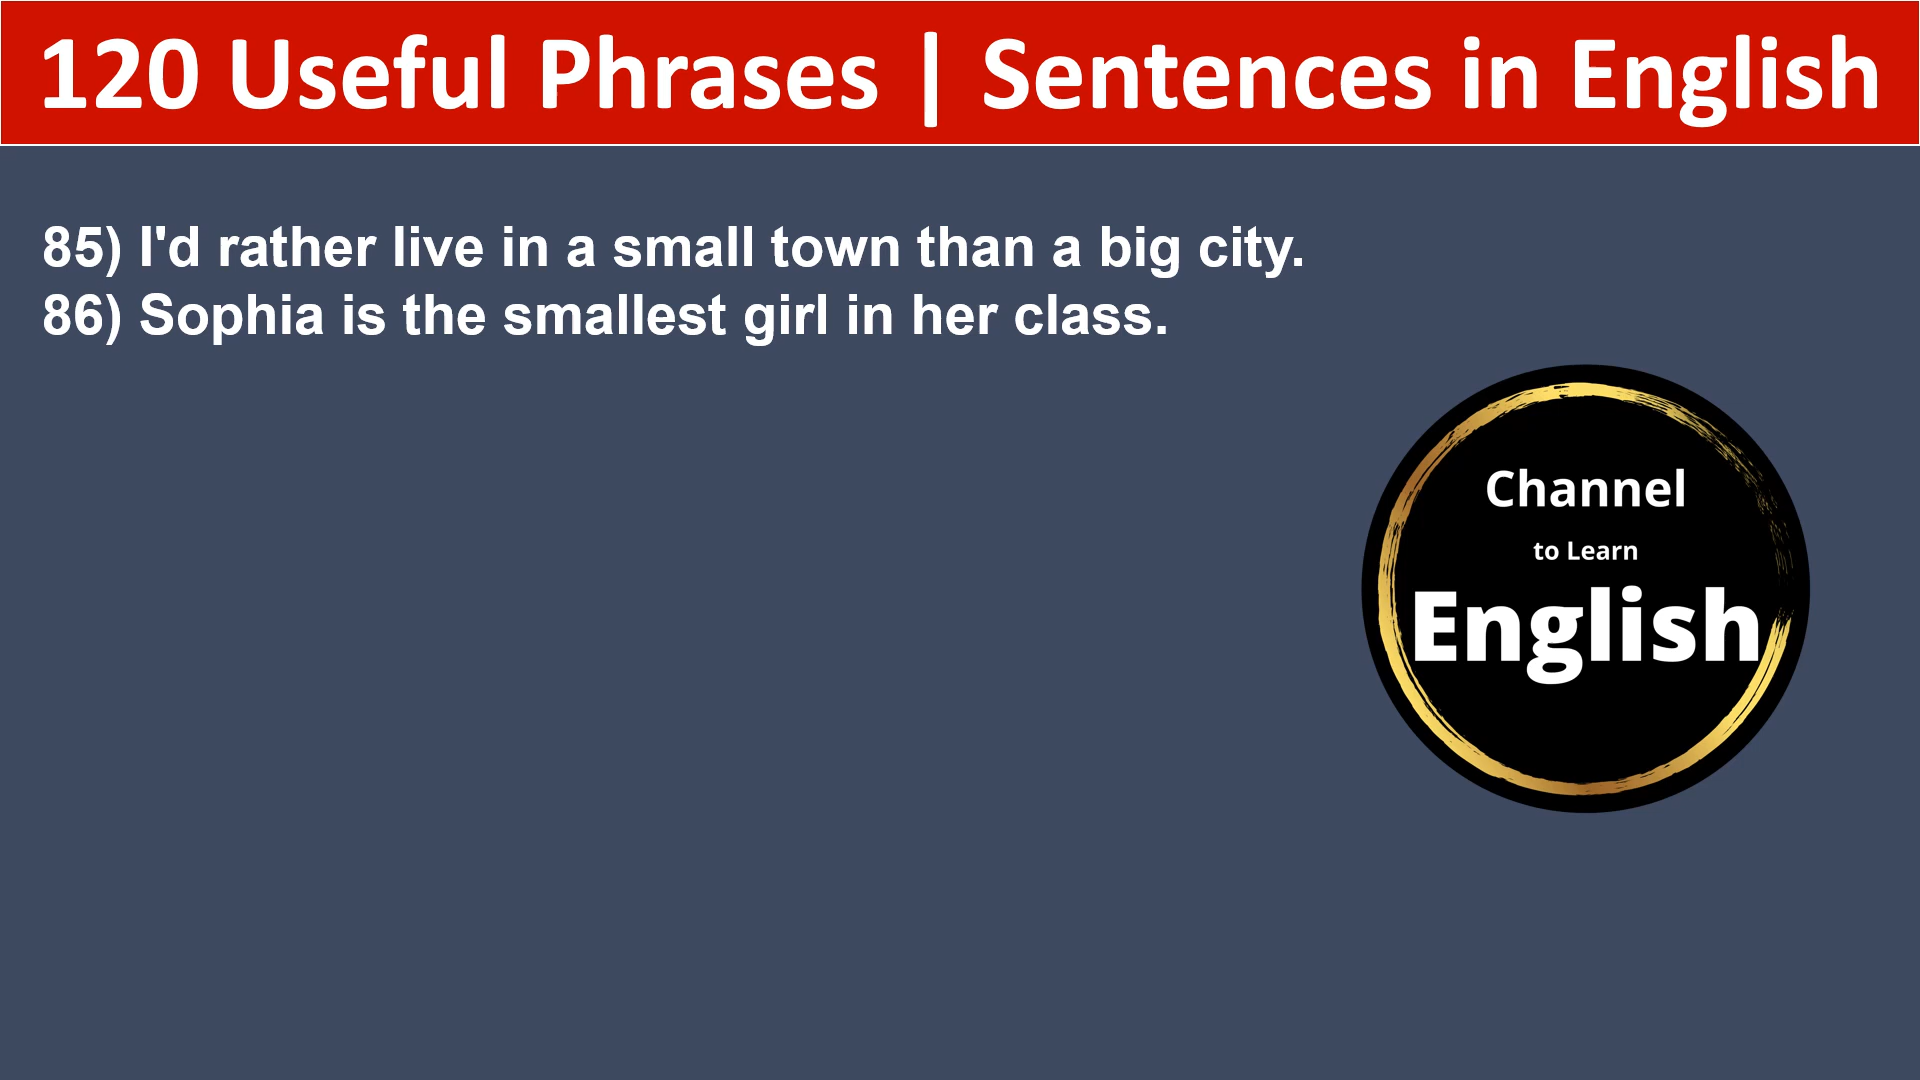 120 Useful Phrases | Sentences in English
85) I'd rather live in a small town than a big city.
86) Sophia is the smallest girl in her class.
Channel
to Learn
English